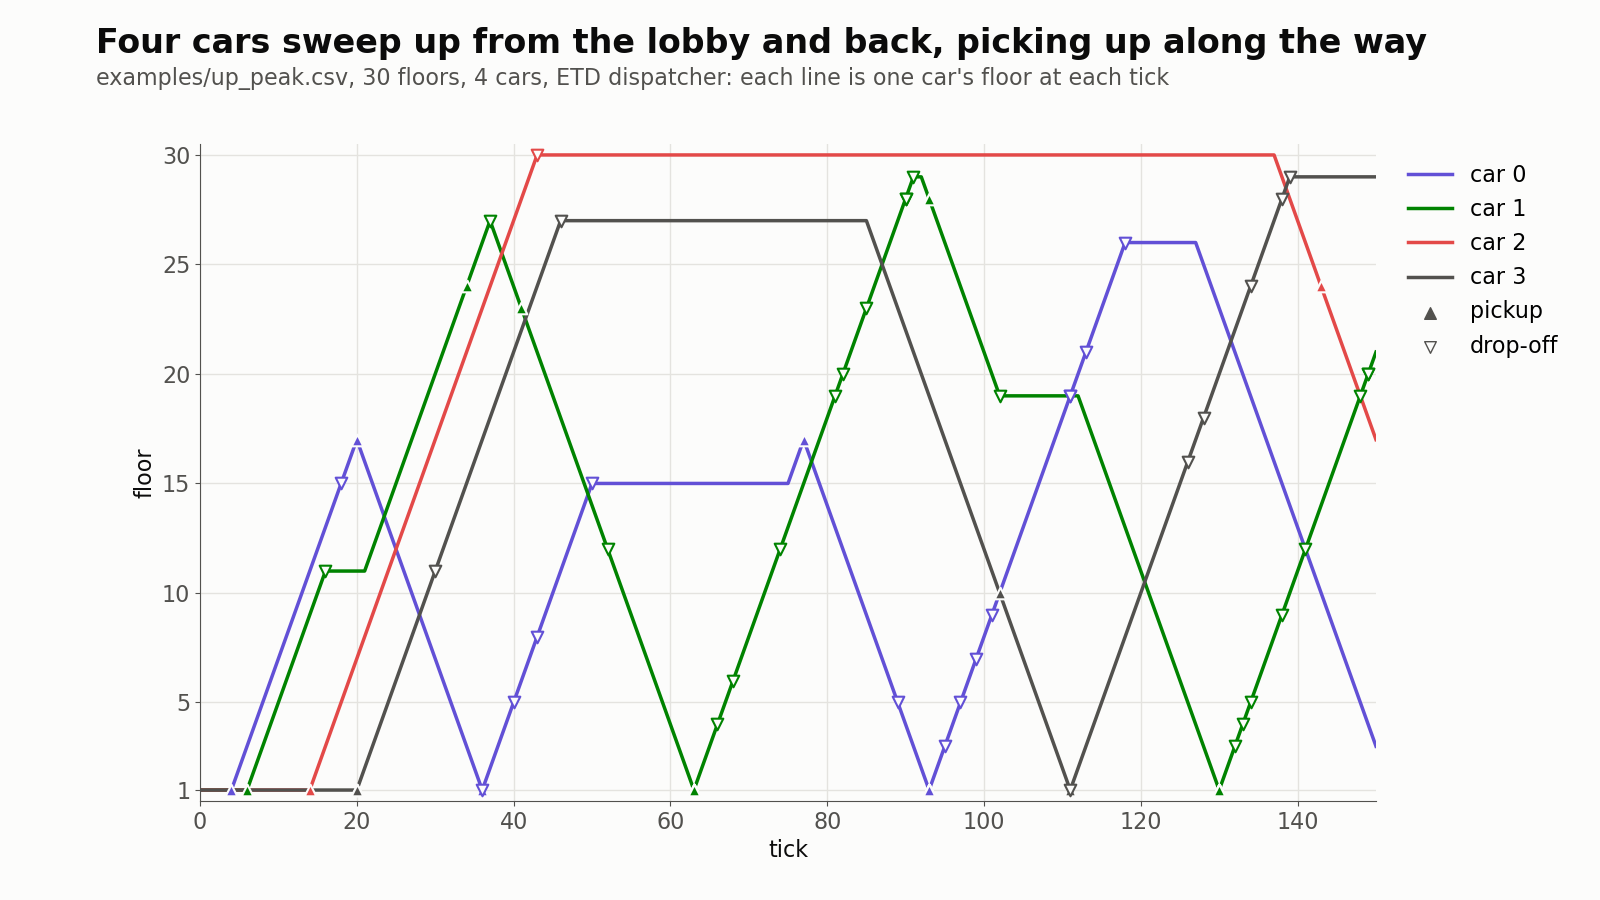 Four cars sweep up from the lobby and back, picking up along the way
examples/up_peak.csv, 30 floors, 4 cars, ETD dispatcher: each line is one car's floor at each tick
30
25
20
15
10
5
1
floor
0 20 40 60 80 100 120 140
tick
car 0
car 1
car 2
car 3
pickup
drop-off